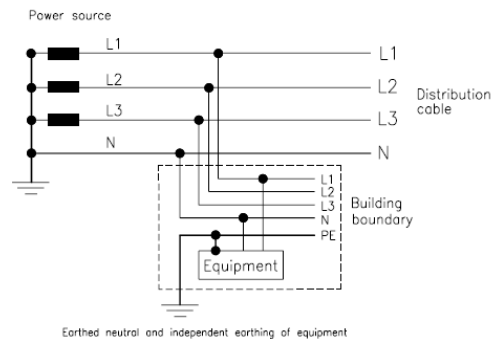 Power source
L1
L1
L2
L2
Distribution
cable
L3
L3
N
N
L1
L2
L3
Building
boundary
N
PE
Equipment
Earthed neutral and independent earthing of equipment